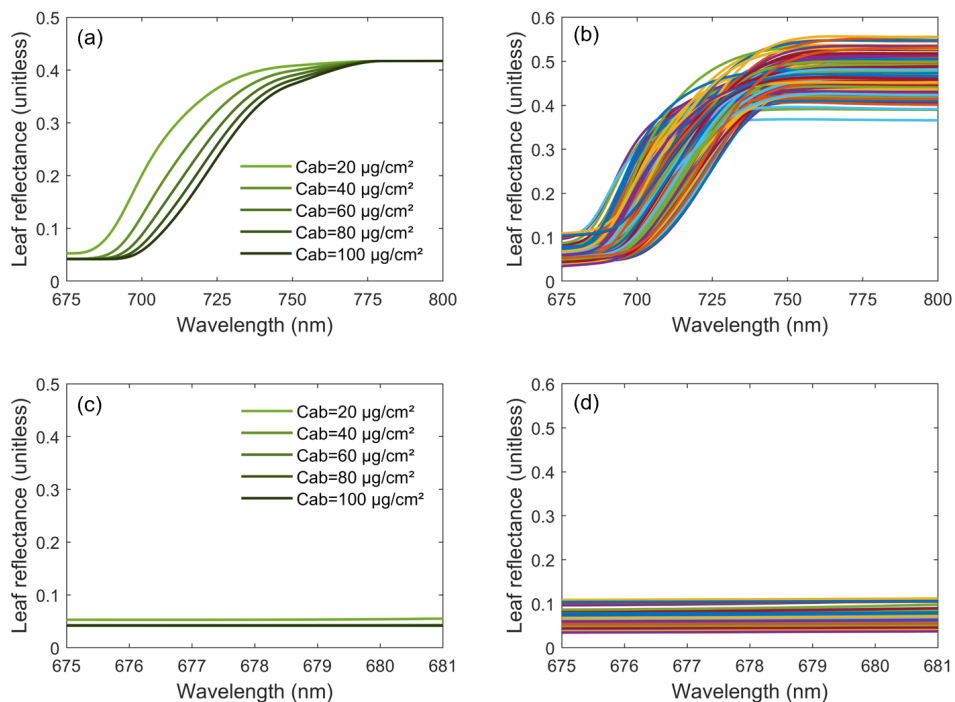 (a)
Leaf reflectance (unitless)
0.5
0.4
0.3
0.2
0.1
0
Cab=20 µg/cm²
Cab=40 µg/cm²
Cab=60 µg/cm²
Cab=80 µg/cm²
Cab=100 µg/cm²
675 700 725 750 775 800
Wavelength (nm)
(b)
Leaf reflectance (unitless)
0.6
0.5
0.4
0.3
0.2
0.1
0
675 700 725 750 775 800
Wavelength (nm)
(c)
Leaf reflectance (unitless)
0.5
0.4
0.3
0.2
0.1
0
Cab=20 µg/cm²
Cab=40 µg/cm²
Cab=60 µg/cm²
Cab=80 µg/cm²
Cab=100 µg/cm²
675 676 677 678 679 680 681
Wavelength (nm)
(d)
Leaf reflectance (unitless)
0.6
0.5
0.4
0.3
0.2
0.1
0
675 676 677 678 679 680 681
Wavelength (nm)